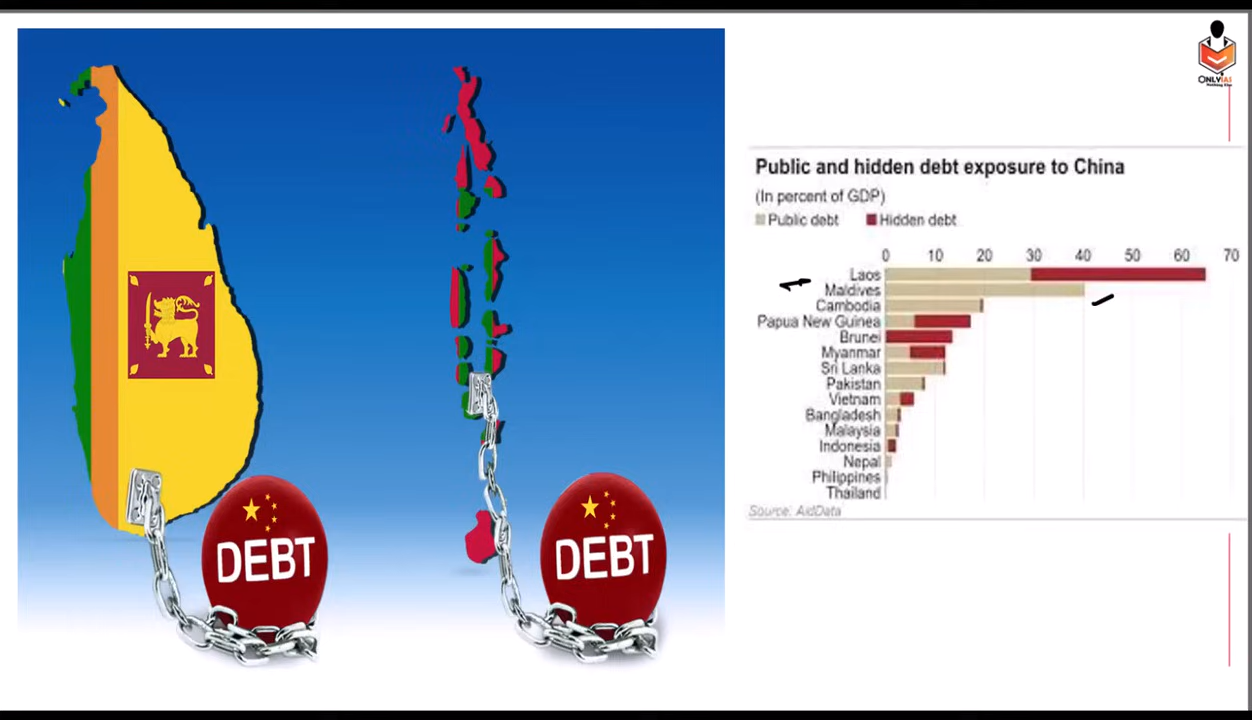 ONLYIAS
Public and hidden debt exposure to China
(In percent of GDP)
Public debt
Hidden debt
0 10 20 30 40 50 60 70
Laos
Maldives
Cambodia
Papua New Guinea
Brunei
Myanmar
Sri Lanka
Pakistan
Vietnam
Bangladesh
Malaysia
Indonesia
Nepal
Philippines
Thailand
Source: AidData
DEBT
DEBT